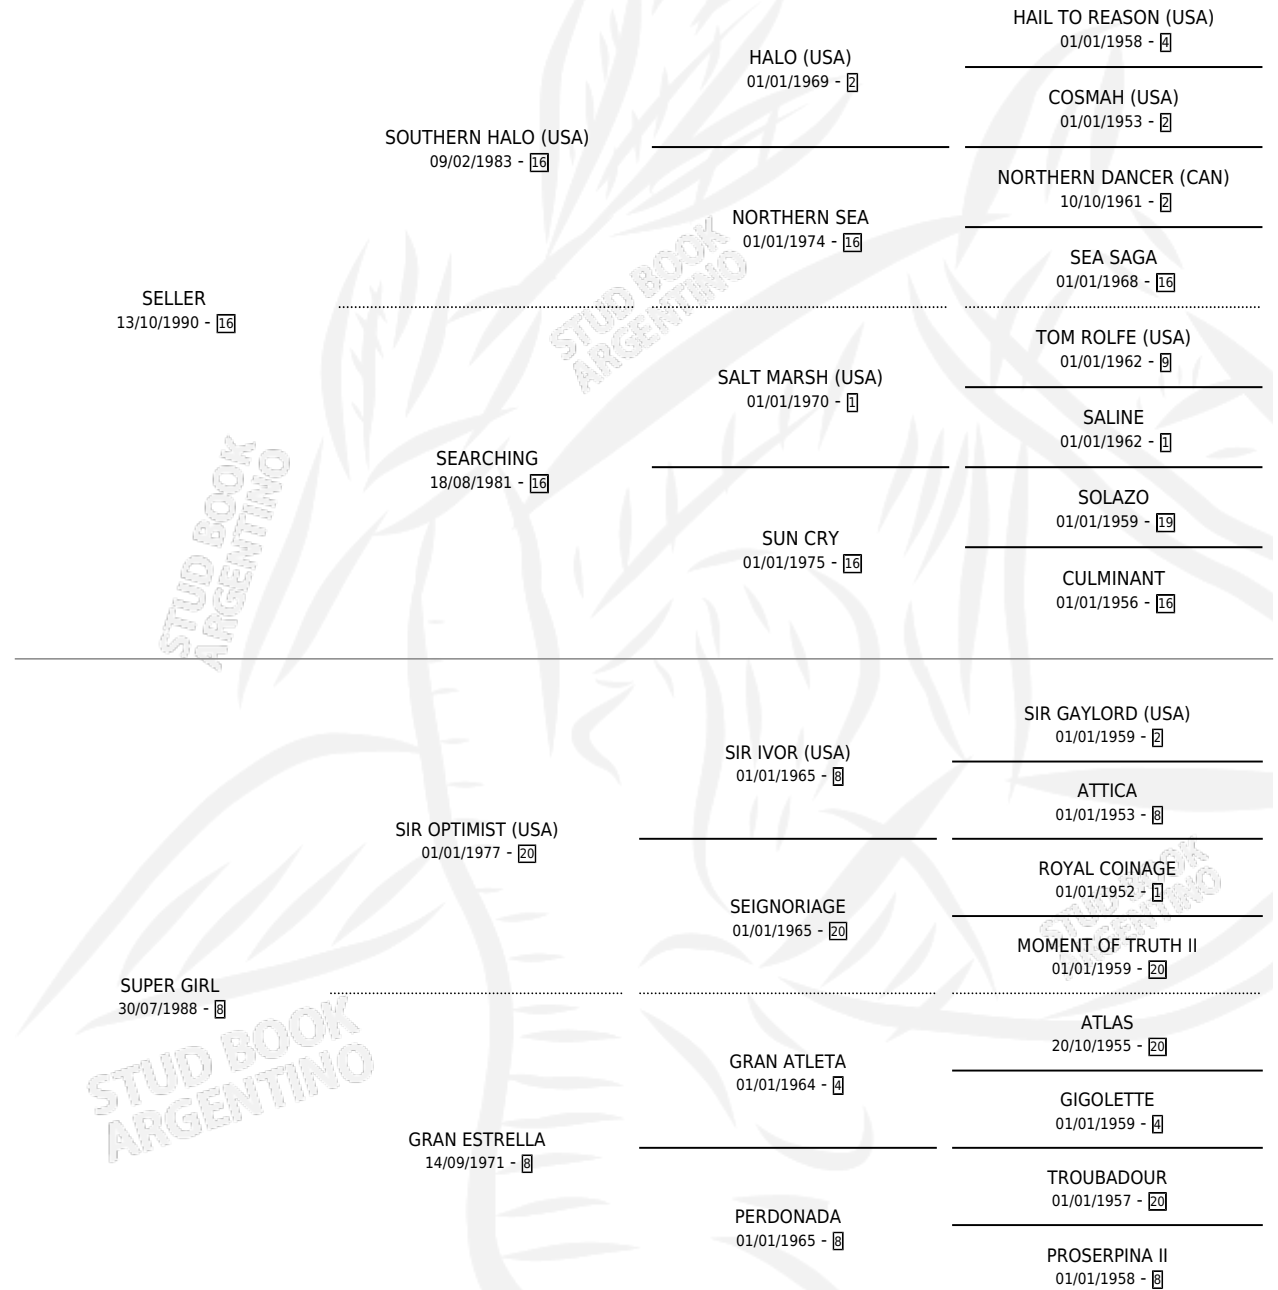 HAIL TO REASON (USA)
01/01/1958 - 4
HALO (USA)
01/01/1969 - 2
COSMAH (USA)
01/01/1953 - 2
SOUTHERN HALO (USA)
09/02/1983 - 16
NORTHERN DANCER (CAN)
10/10/1961 - 2
NORTHERN SEA
01/01/1974 - 16
SEA SAGA
01/01/1968 - 16
SELLER
13/10/1990 - 16
STUD BOOK
ARGENTINO
TOM ROLFE (USA)
01/01/1962 - 9
SALT MARSH (USA)
01/01/1970 - 1
SALINE
01/01/1962 - 1
SEARCHING
18/08/1981 - 16
SOLAZO
01/01/1959 - 19
SUN CRY
01/01/1975 - 16
CULMINANT
01/01/1956 - 16
STUD BOOK
ARGENTINO
SIR GAYLORD (USA)
01/01/1959 - 2
SIR IVOR (USA)
01/01/1965 - 8
ATTICA
01/01/1953 - 8
SIR OPTIMIST (USA)
01/01/1977 - 20
ROYAL COINAGE
01/01/1952 - 1
SEIGNORIAGE
01/01/1965 - 20
STUD BOOK
ARGENTINO
MOMENT OF TRUTH II
01/01/1959 - 20
SUPER GIRL
30/07/1988 - 8
ATLAS
20/10/1955 - 20
GRAN ATLETA
01/01/1964 - 4
GIGOLETTE
01/01/1959 - 4
STUD BOOK
ARGENTINO
GRAN ESTRELLA
14/09/1971 - 8
TROUBADOUR
01/01/1957 - 20
PERDONADA
01/01/1965 - 8
PROSERPINA II
01/01/1958 - 8